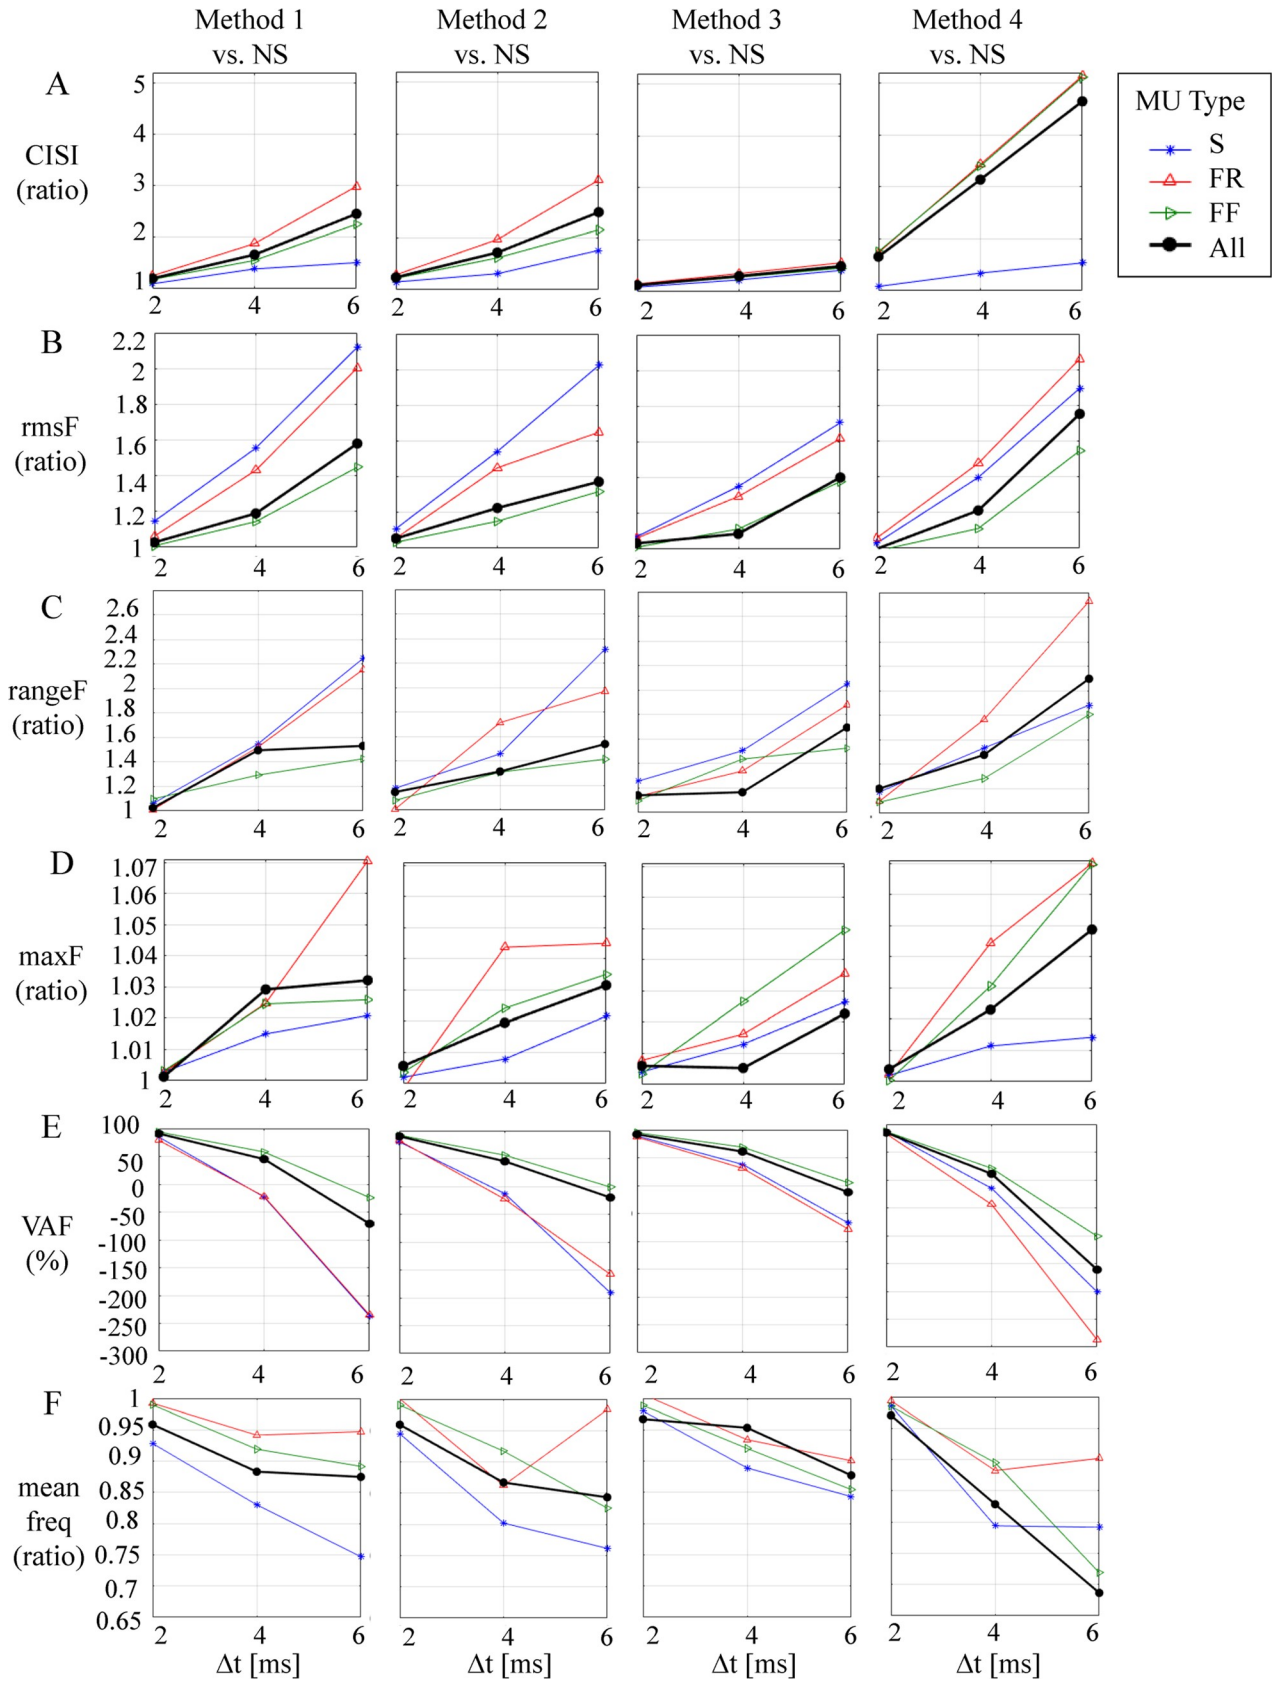 Method 1
vs. NS
Method 2
vs. NS
Method 3
vs. NS
Method 4
vs. NS
A
CISI
(ratio)
5
4
3
2
1
2 4 6
2 4 6
2 4 6
2 4 6
MU Type
S
FR
FF
All
B
rmsF
(ratio)
2.2
2
1.8
1.6
1.4
1.2
1
2 4 6
2 4 6
2 4 6
2 4 6
C
rangeF
(ratio)
2.6
2.4
2.2
2
1.8
1.6
1.4
1.2
1
2 4 6
2 4 6
2 4 6
2 4 6
D
maxF
(ratio)
1.07
1.06
1.05
1.04
1.03
1.02
1.01
1
2 4 6
2 4 6
2 4 6
2 4 6
E
VAF
(%)
100
50
0
-50
-100
-150
-200
-250
-300
2 4 6
2 4 6
2 4 6
2 4 6
F
mean
freq
(ratio)
1
0.95
0.9
0.85
0.8
0.75
0.7
0.65
2 4 6
2 4 6
2 4 6
2 4 6
Δt [ms]
Δt [ms]
Δt [ms]
Δt [ms]